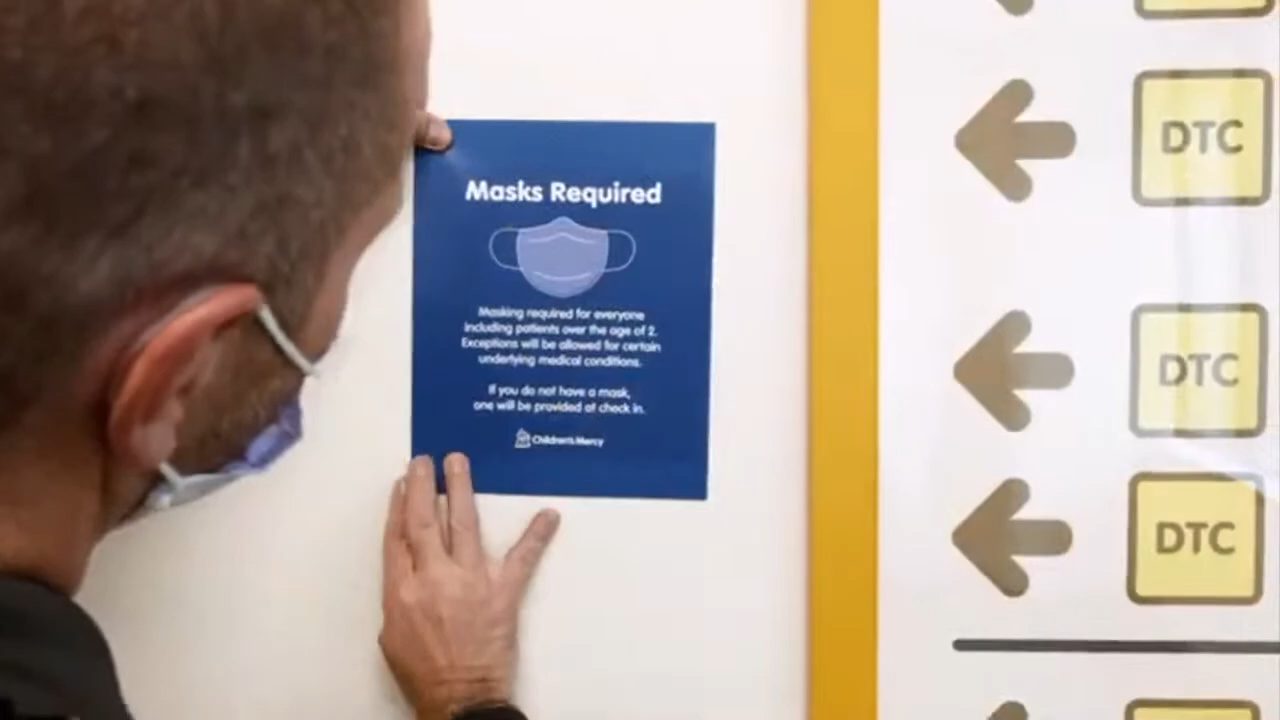 Masks Required
Masking required for everyone
including patients over the age of 2.
Exceptions will be allowed for certain
underlying medical conditions.
If you do not have a mask,
one will be provided at check in.
Children's Mercy
DTC
DTC
DTC